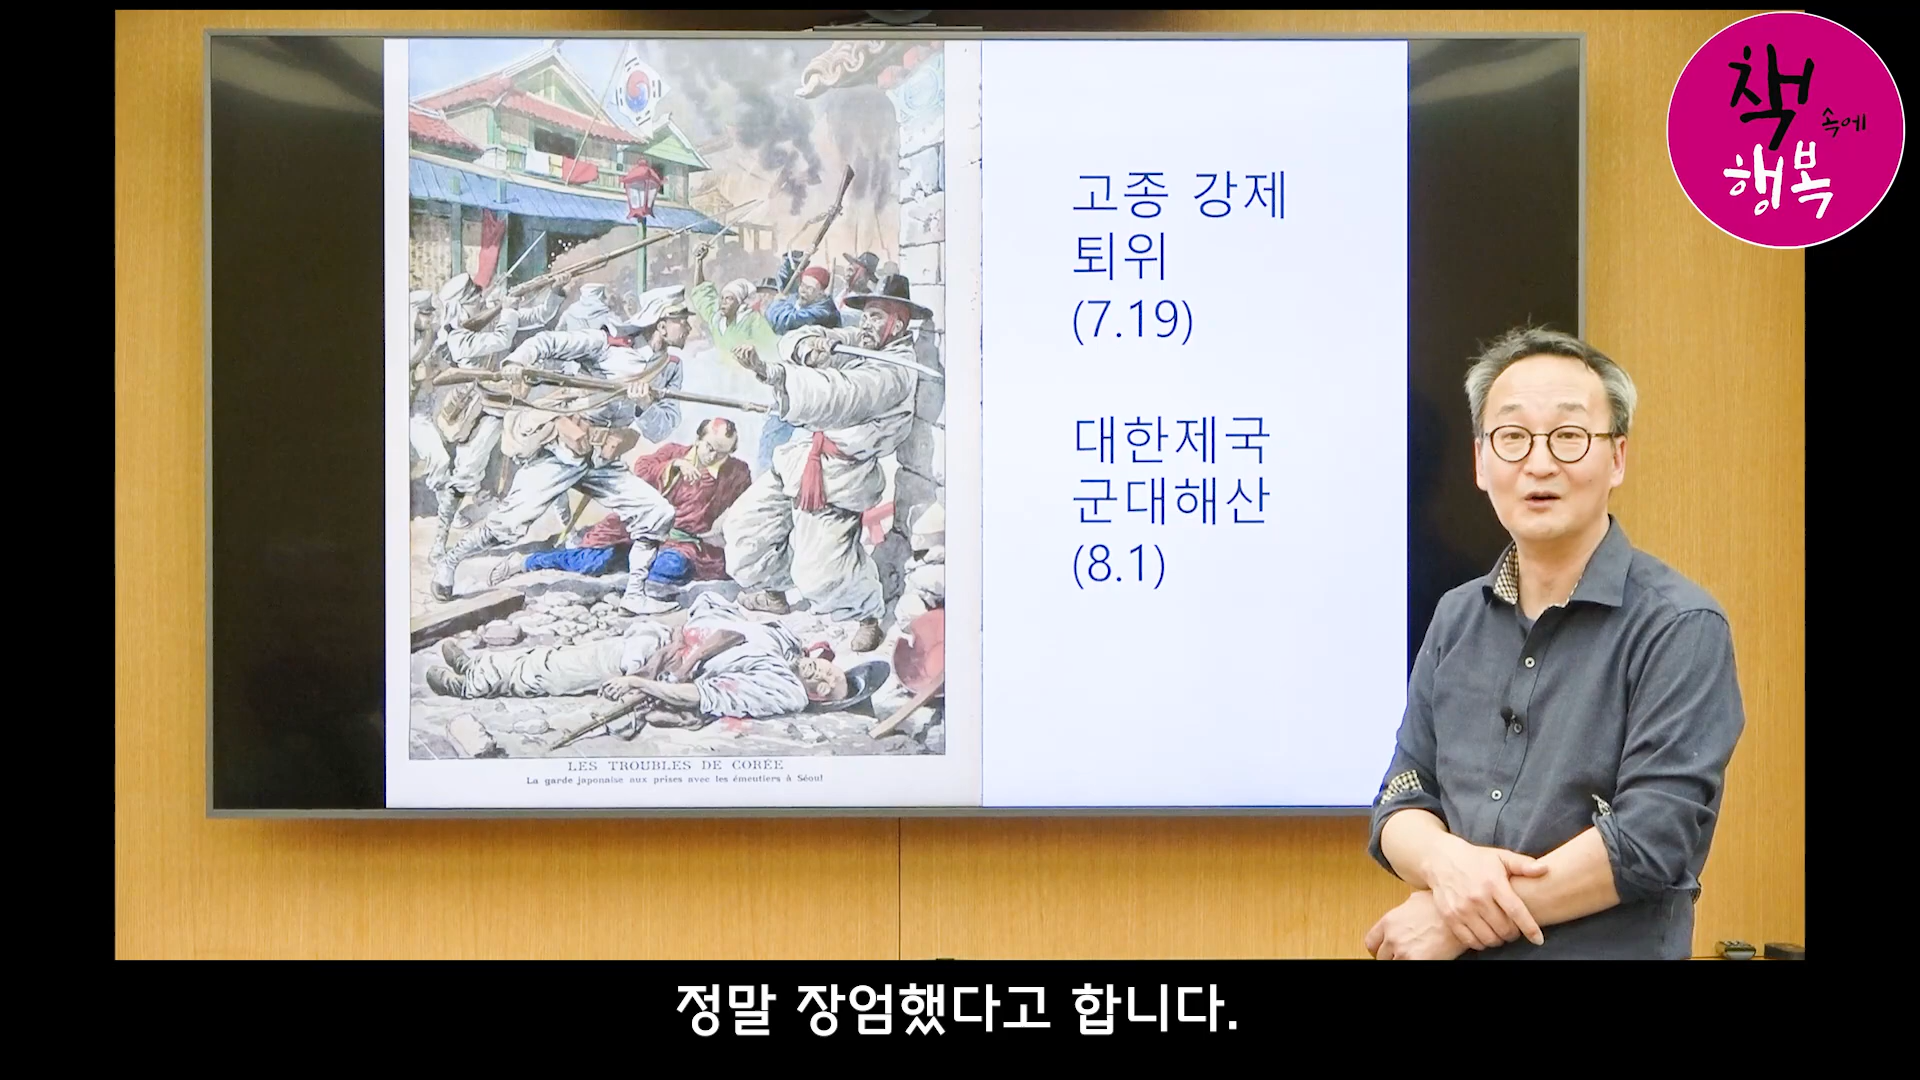 책
속에
행복
고종 강제
퇴위
(7.19)
대한제국
군대해산
(8.1)
LES TROUBLES DE CORÉE
La garde japonaise aux prises avec les émeutiers à Séoul
정말 장엄했다고 합니다.